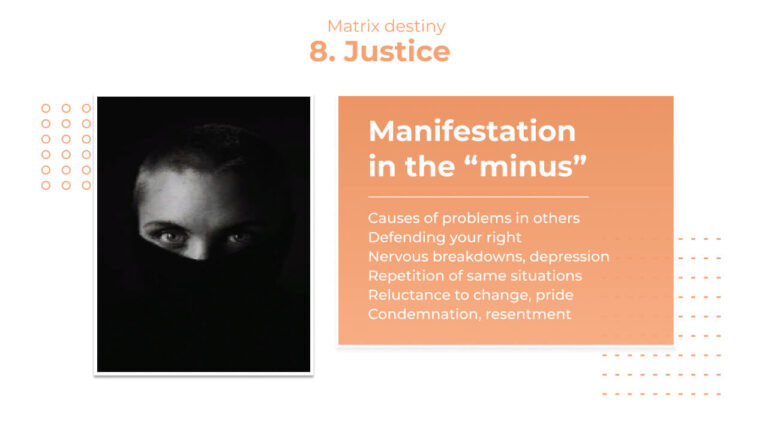 Matrix destiny
8. Justice
Manifestation
in the “minus”
Causes of problems in others
Defending your right
Nervous breakdowns, depression
Repetition of same situations
Reluctance to change, pride
Condemnation, resentment